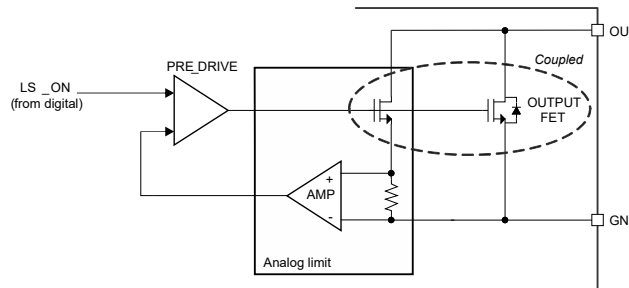 OU
Coupled
PRE_DRIVE
LS _ON
(from digital)
OUTPUT
FET
+
AMP
-
GN
Analog limit